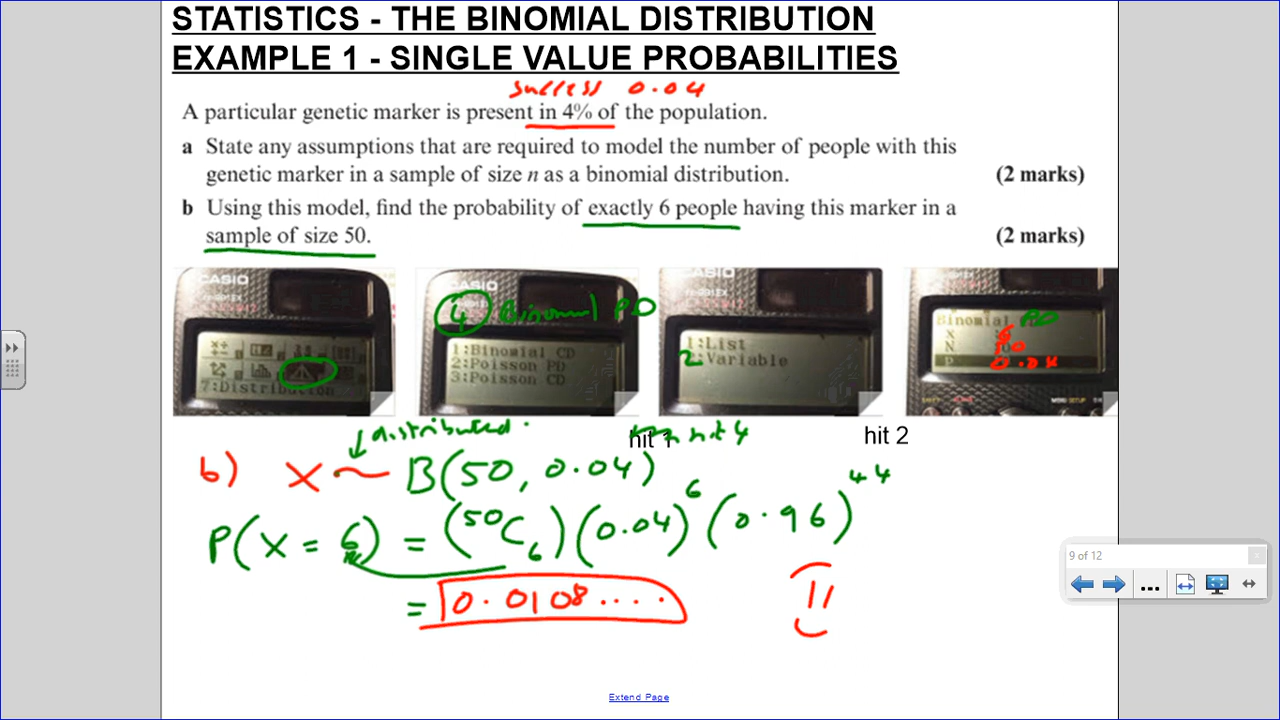 STATISTICS - THE BINOMIAL DISTRIBUTION
EXAMPLE 1 - SINGLE VALUE PROBABILITIES
success 0.04
A particular genetic marker is present in 4% of the population.
a State any assumptions that are required to model the number of people with this
genetic marker in a sample of size n as a binomial distribution. (2 marks)
b Using this model, find the probability of exactly 6 people having this marker in a
sample of size 50. (2 marks)
CASIO
7:Distribution
CASIO
4 Binomial PD
1:Binomial CD
2:Poisson PD
3:Poisson CD
CASIO
1:List
2:Variable
Binomial PD
x 6
N
p 0.04
distributed.
hit 1 hit 4
hit 2
b) X ~ B(50, 0.04)
P(X = 6) = (⁵⁰C₆)(0.04)⁶(0.96)⁴⁴
= 0.0108....
9 of 12
Extend Page